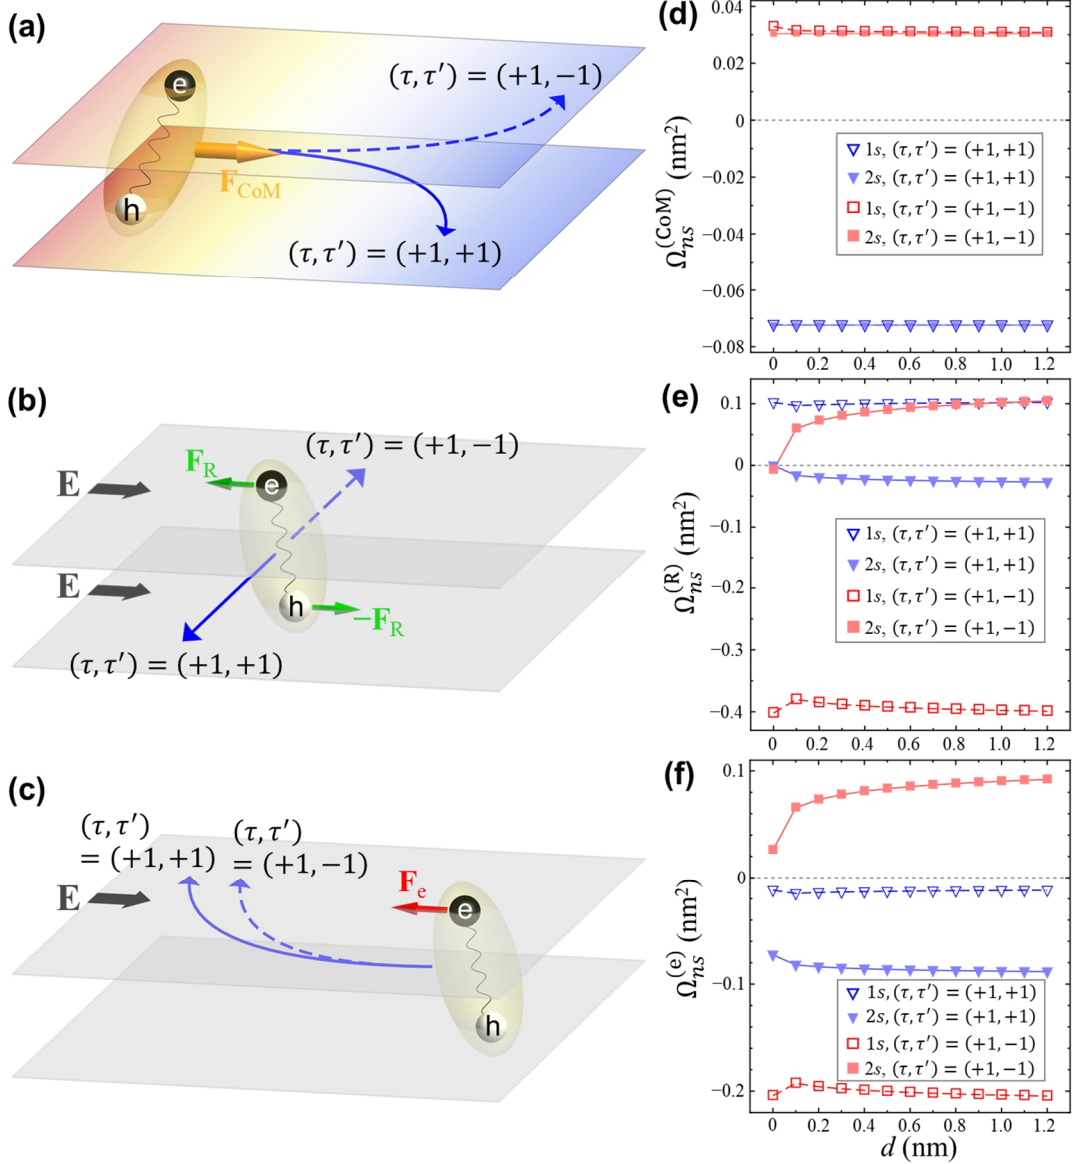 (a)
e
h
F_CoM
(τ, τ′) = (+1, −1)
(τ, τ′) = (+1, +1)
(b)
E
E
F_R
e
h
−F_R
(τ, τ′) = (+1, −1)
(τ, τ′) = (+1, +1)
(c)
(τ, τ′)
= (+1, +1)
(τ, τ′)
= (+1, −1)
E
F_e
e
h
(d)
Ω_ns^(CoM) (nm²)
0.04
0.02
0
−0.02
−0.04
−0.06
−0.08
1s, (τ, τ′) = (+1, +1)
2s, (τ, τ′) = (+1, +1)
1s, (τ, τ′) = (+1, −1)
2s, (τ, τ′) = (+1, −1)
0 0.2 0.4 0.6 0.8 1.0 1.2
(e)
Ω_ns^(R) (nm²)
0.1
0
−0.1
−0.2
−0.3
−0.4
1s, (τ, τ′) = (+1, +1)
2s, (τ, τ′) = (+1, +1)
1s, (τ, τ′) = (+1, −1)
2s, (τ, τ′) = (+1, −1)
0 0.2 0.4 0.6 0.8 1.0 1.2
(f)
Ω_ns^(e) (nm²)
0.1
0
−0.1
−0.2
1s, (τ, τ′) = (+1, +1)
2s, (τ, τ′) = (+1, +1)
1s, (τ, τ′) = (+1, −1)
2s, (τ, τ′) = (+1, −1)
0 0.2 0.4 0.6 0.8 1.0 1.2
d (nm)